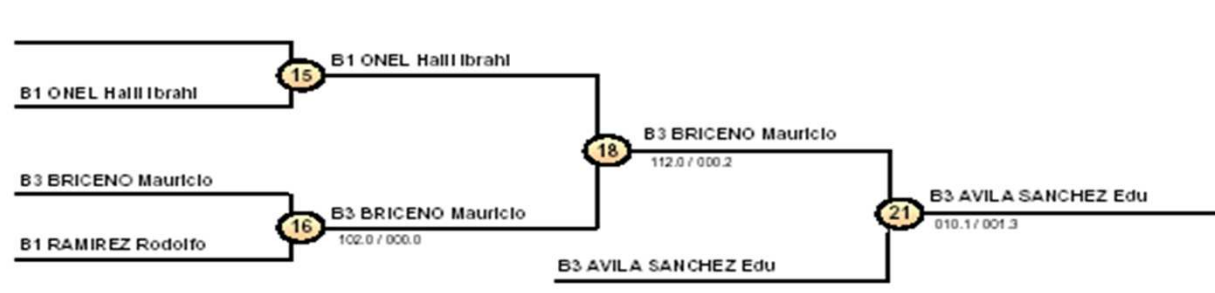 B1 ONEL Halil Ibrahi
15
B1 ONEL Halil Ibrahi
B3 BRICENO Mauricio
18
112.0 / 000.2
B3 BRICENO Mauricio
B3 AVILA SANCHEZ Edu
21
010.1 / 001.3
B3 BRICENO Mauricio
16
102.0 / 000.0
B1 RAMIREZ Rodolfo
B3 AVILA SANCHEZ Edu